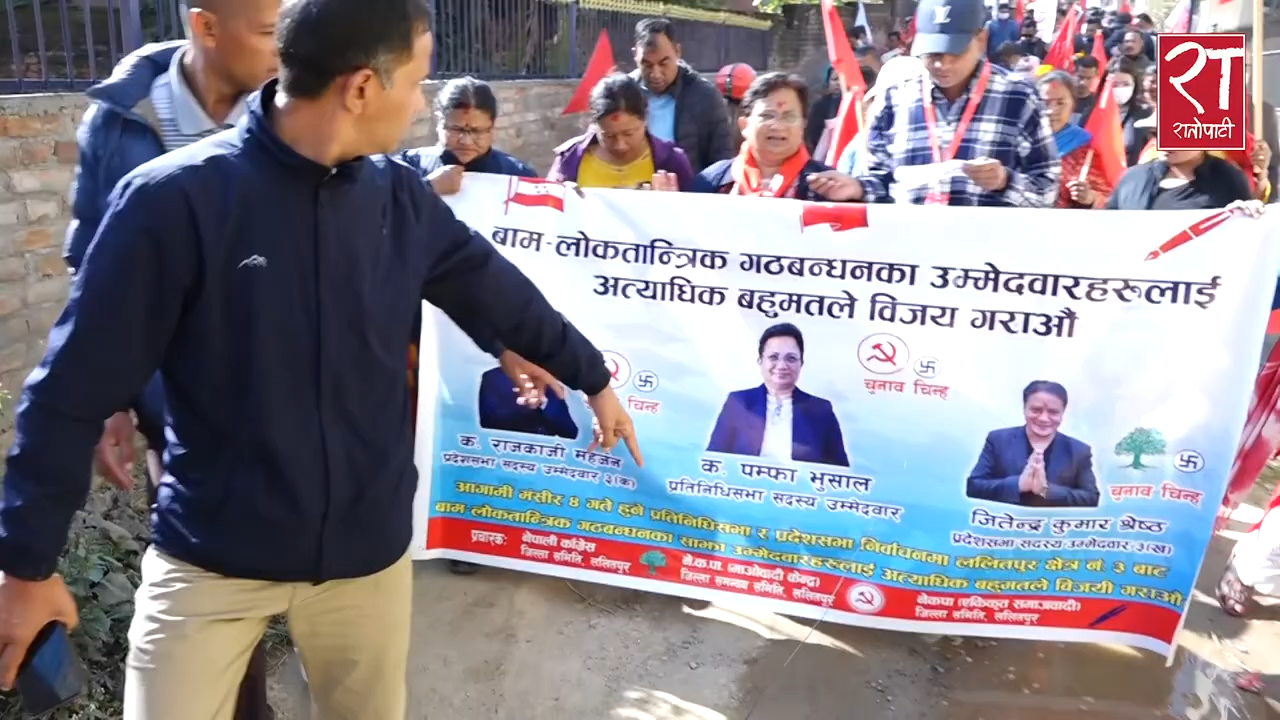 रा
रातोपाटी
बाम-लोकतान्त्रिक गठबन्धनका उम्मेदवारहरूलाई
अत्याधिक बहुमतले विजय गराऔं
चुनाव चिन्ह
चिन्ह
चुनाव चिन्ह
क. राजकाजी महर्जन
प्रदेशसभा सदस्य उम्मेदवार ३(क)
क. पम्फा भुसाल
प्रतिनिधिसभा सदस्य उम्मेदवार
जितेन्द्र कुमार श्रेष्ठ
प्रदेशसभा सदस्य उम्मेदवार ३(ख)
आगामी मंसीर ४ गते हुने प्रतिनिधिसभा र प्रदेशसभा निर्वाचनमा ललितपुर क्षेत्र नं. ३ बाट
बाम-लोकतान्त्रिक गठबन्धनका साझा उम्मेदवारहरूलाई अत्याधिक बहुमतले विजयी गराऔं
प्रचारक:
नेपाली कांग्रेस
जिल्ला समिति, ललितपुर
ने.क.पा. (माओवादी केन्द्र)
जिल्ला समन्वय समिति, ललितपुर
नेकपा (एकिकृत समाजवादी)
जिल्ला समिति, ललितपुर